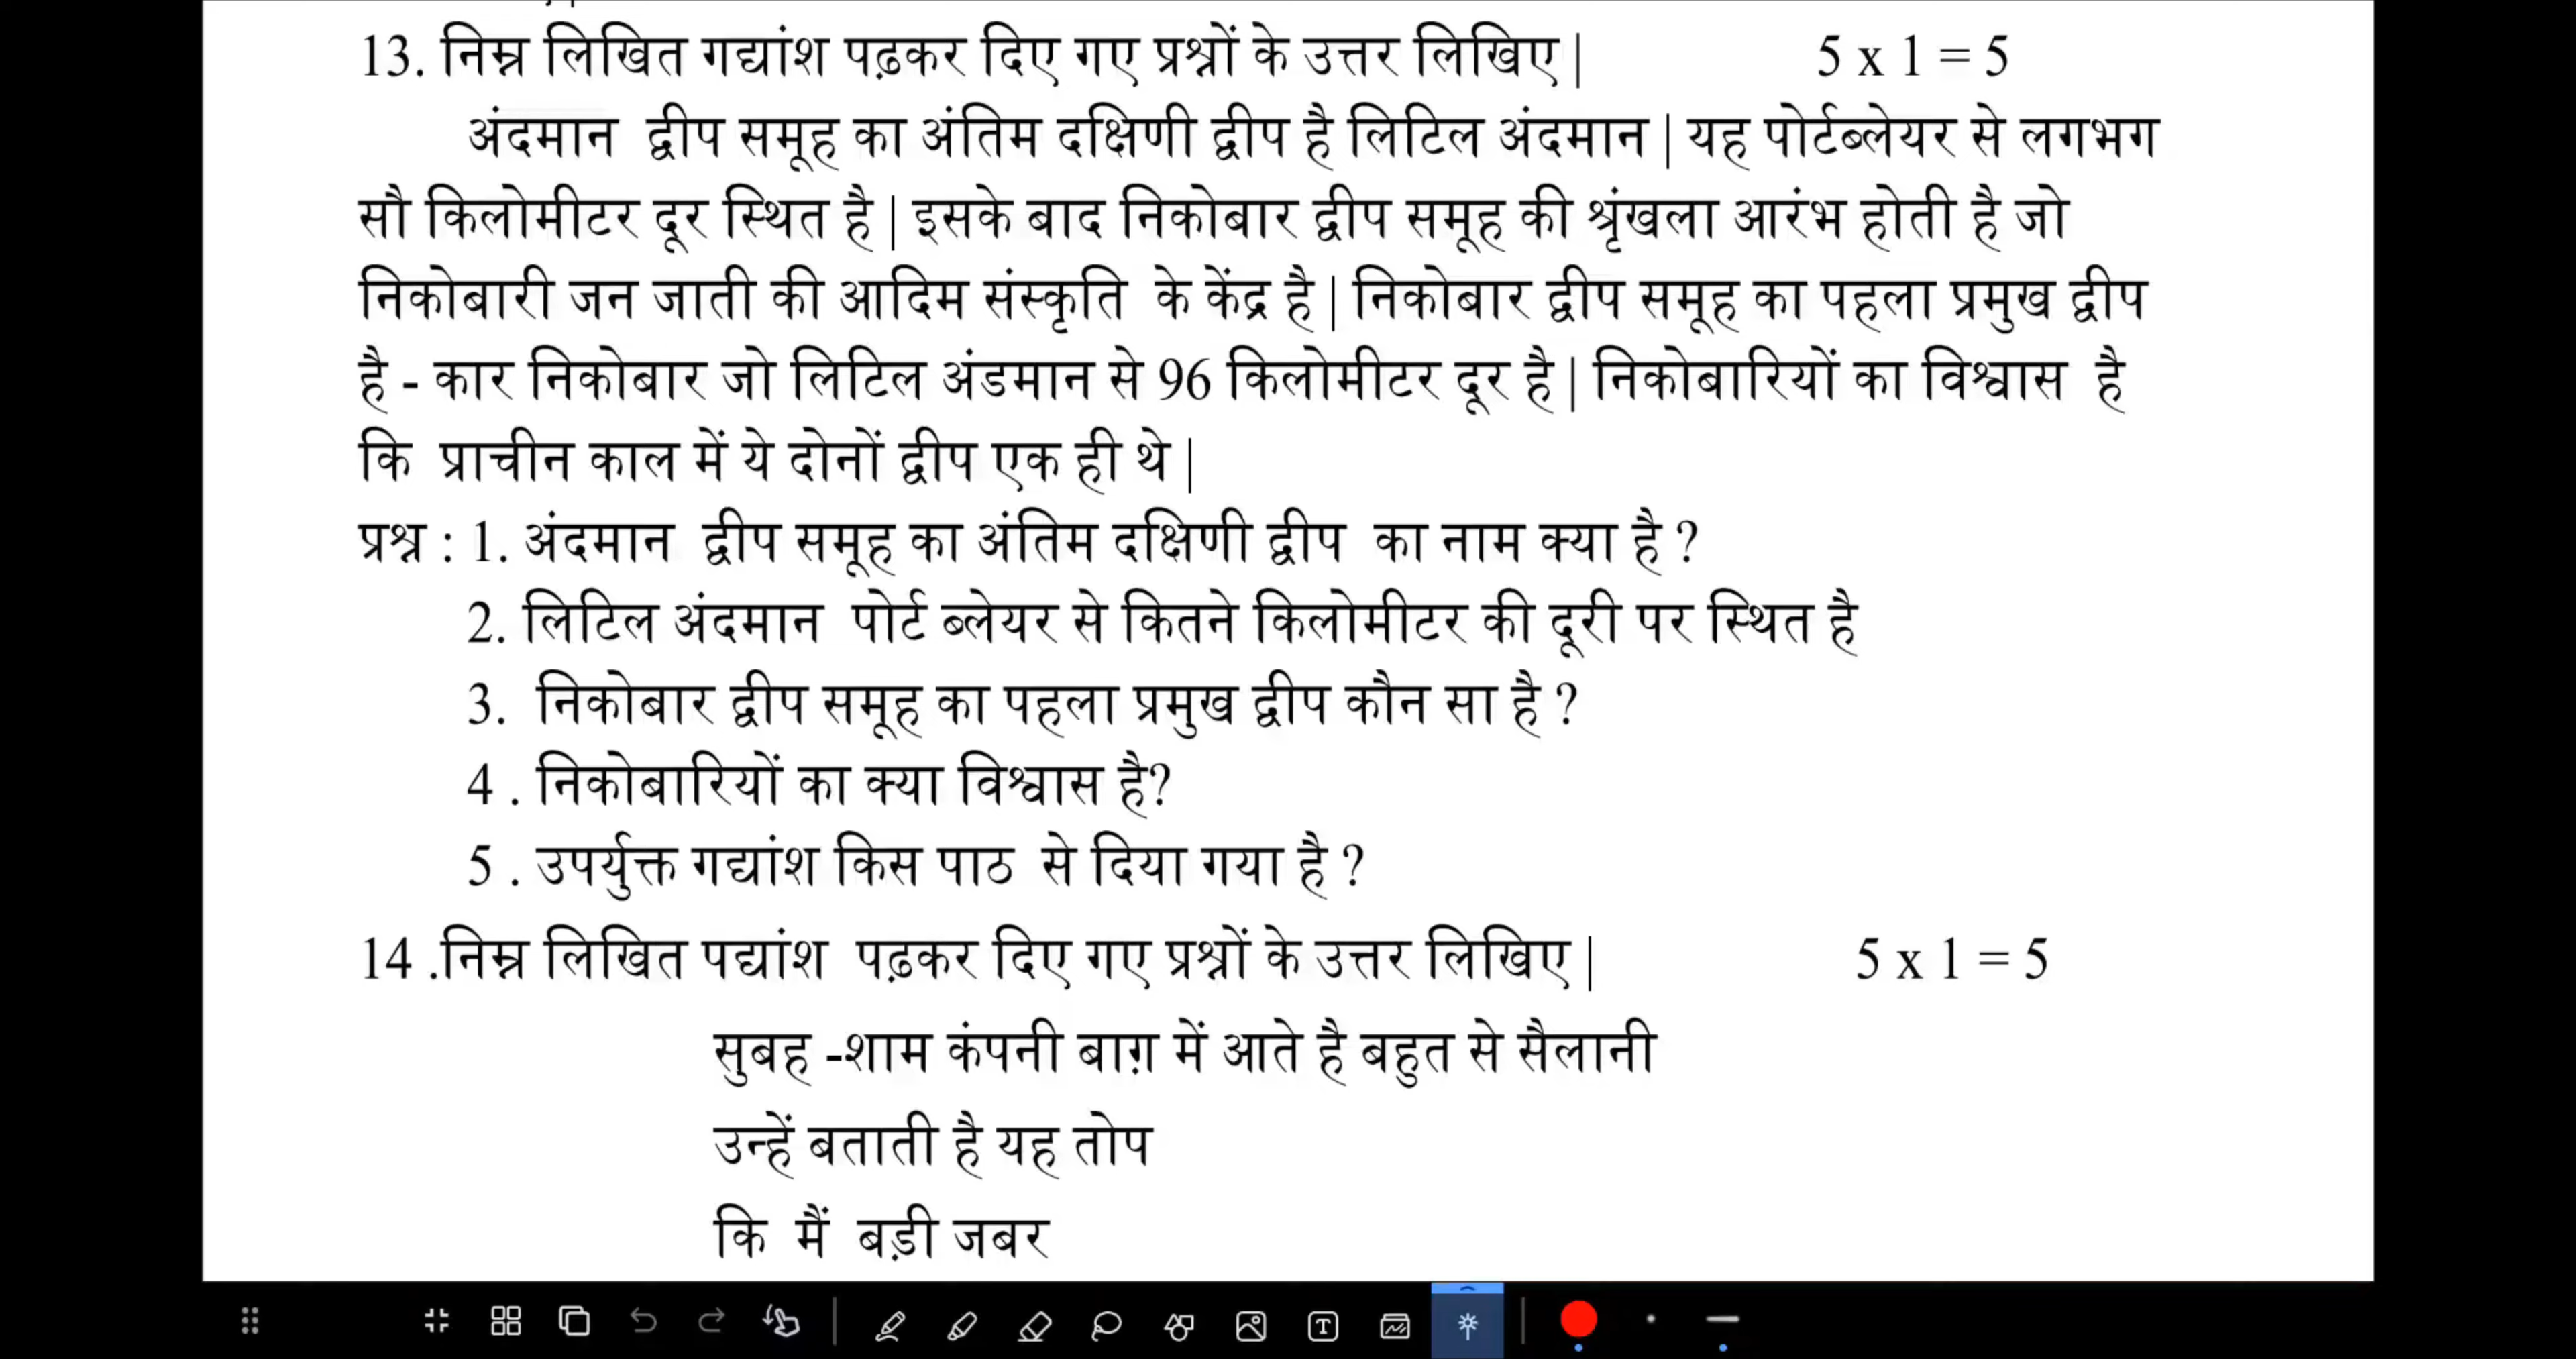 13. निम्न लिखित गद्यांश पढ़कर दिए गए प्रश्नों के उत्तर लिखिए | 5 x 1 = 5
अंदमान द्वीप समूह का अंतिम दक्षिणी द्वीप है लिटिल अंदमान | यह पोर्टब्लेयर से लगभग
सौ किलोमीटर दूर स्थित है | इसके बाद निकोबार द्वीप समूह की श्रृंखला आरंभ होती है जो
निकोबारी जन जाती की आदिम संस्कृति के केंद्र है | निकोबार द्वीप समूह का पहला प्रमुख द्वीप
है - कार निकोबार जो लिटिल अंडमान से 96 किलोमीटर दूर है | निकोबारियों का विश्वास है
कि प्राचीन काल में ये दोनों द्वीप एक ही थे |
प्रश्न : 1. अंदमान द्वीप समूह का अंतिम दक्षिणी द्वीप का नाम क्या है ?
2. लिटिल अंदमान पोर्ट ब्लेयर से कितने किलोमीटर की दूरी पर स्थित है
3. निकोबार द्वीप समूह का पहला प्रमुख द्वीप कौन सा है ?
4 . निकोबारियों का क्या विश्वास है?
5 . उपर्युक्त गद्यांश किस पाठ से दिया गया है ?
14 .निम्न लिखित पद्यांश पढ़कर दिए गए प्रश्नों के उत्तर लिखिए | 5 x 1 = 5
सुबह -शाम कंपनी बाग़ में आते है बहुत से सैलानी
उन्हें बताती है यह तोप
कि मैं बड़ी जबर